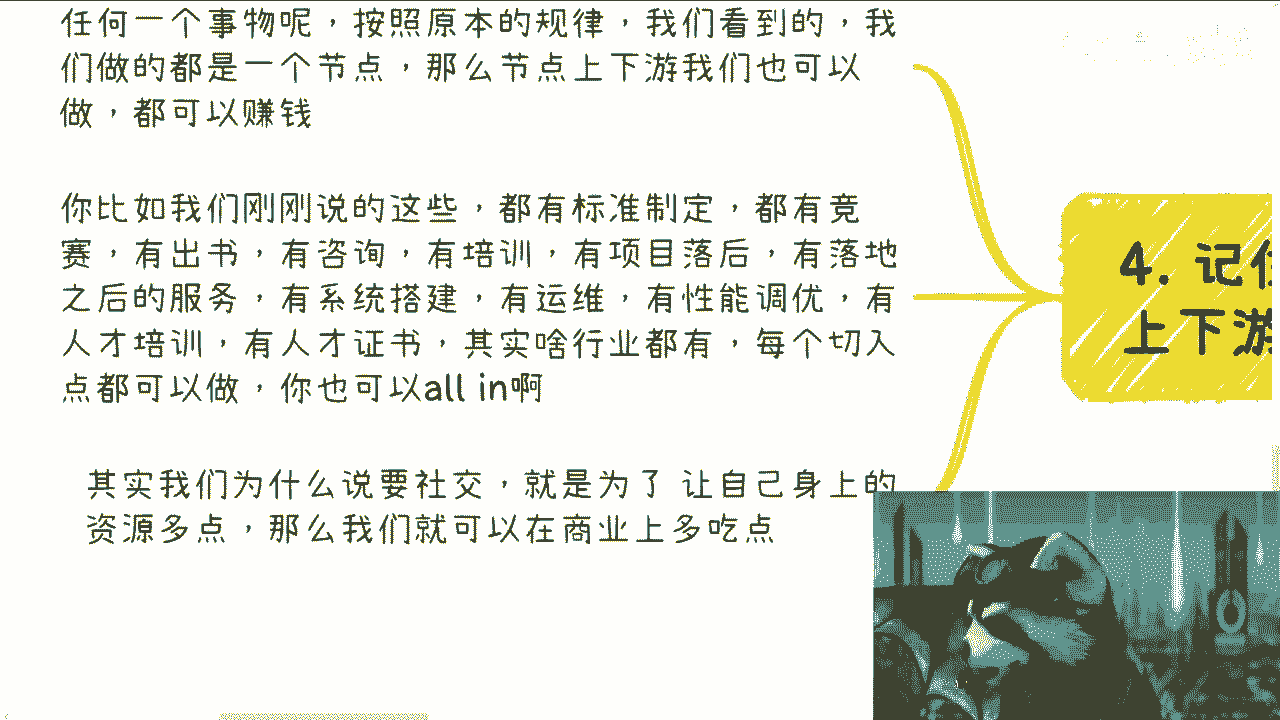 任何一个事物呢，按照原本的规律，我们看到的，我
们做的都是一个节点，那么节点上下游我们也可以
做，都可以赚钱
你比如我们刚刚说的这些，都有标准制定，都有竞
赛，有出书，有咨询，有培训，有项目落后，有落地
之后的服务，有系统搭建，有运维，有性能调优，有
人才培训，有人才证书，其实啥行业都有，每个切入
点都可以做，你也可以all in啊
其实我们为什么说要社交，就是为了 让自己身上的
资源多点，那么我们就可以在商业上多吃点
4. 记住
上下游